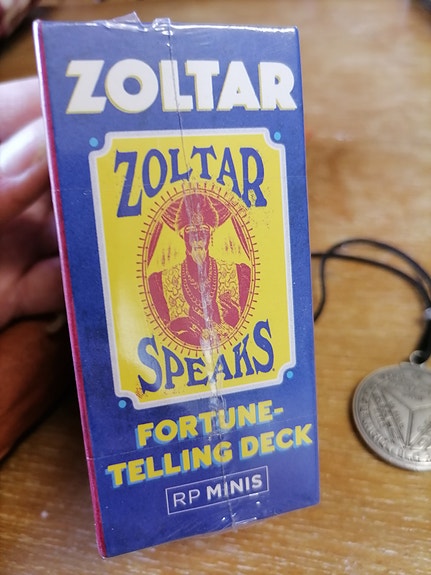 ZOLTAR
ZOLTAR
SPEAKS
FORTUNE-
TELLING DECK
RP MINIS